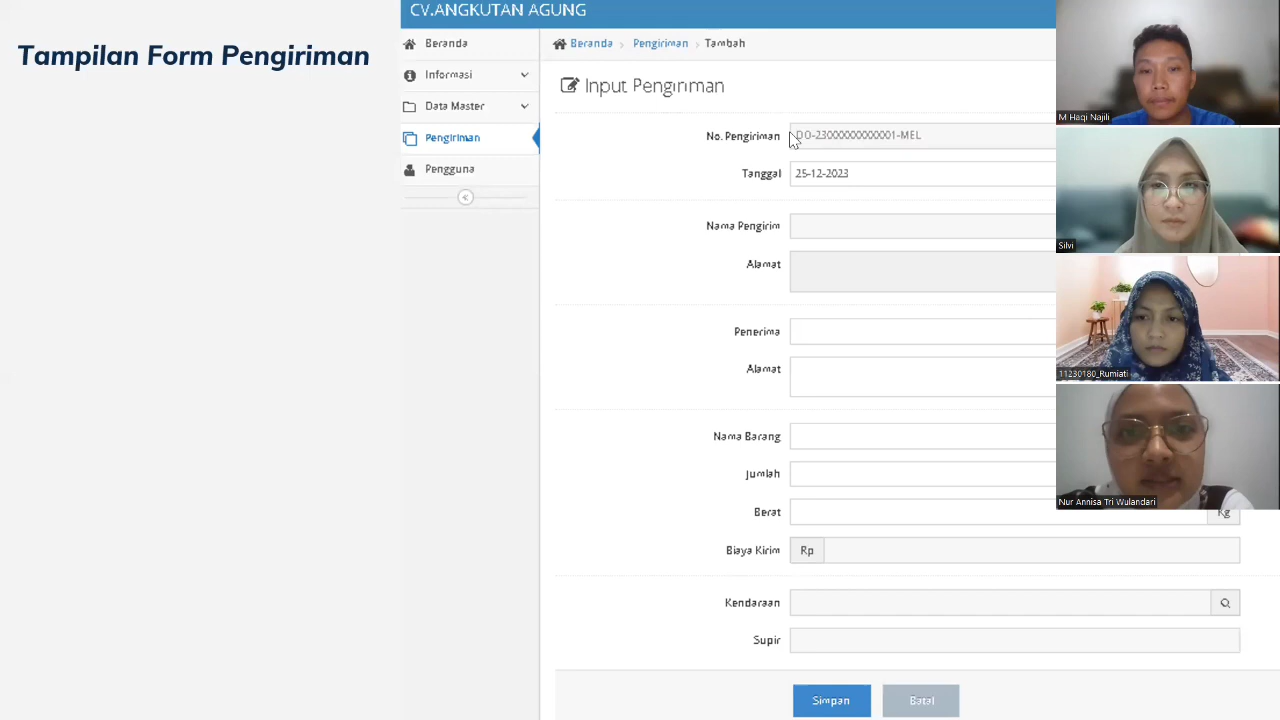 Tampilan Form Pengiriman
CV.ANGKUTAN AGUNG
Beranda
Informasi
Data Master
Pengiriman
Pengguna
Beranda > Pengiriman > Tambah
Input Pengiriman
No. Pengiriman
Tanggal 25-12-2023
Nama Pengirim
Alamat
Penerima
Alamat
Nama Barang
Jumlah
Berat Kg
Biaya Kirim Rp
Kendaraan
Supir
Simpan Batal
M Haqi Najili
Silvi
11230180_Rumiati
Nur Annisa Tri Wulandari